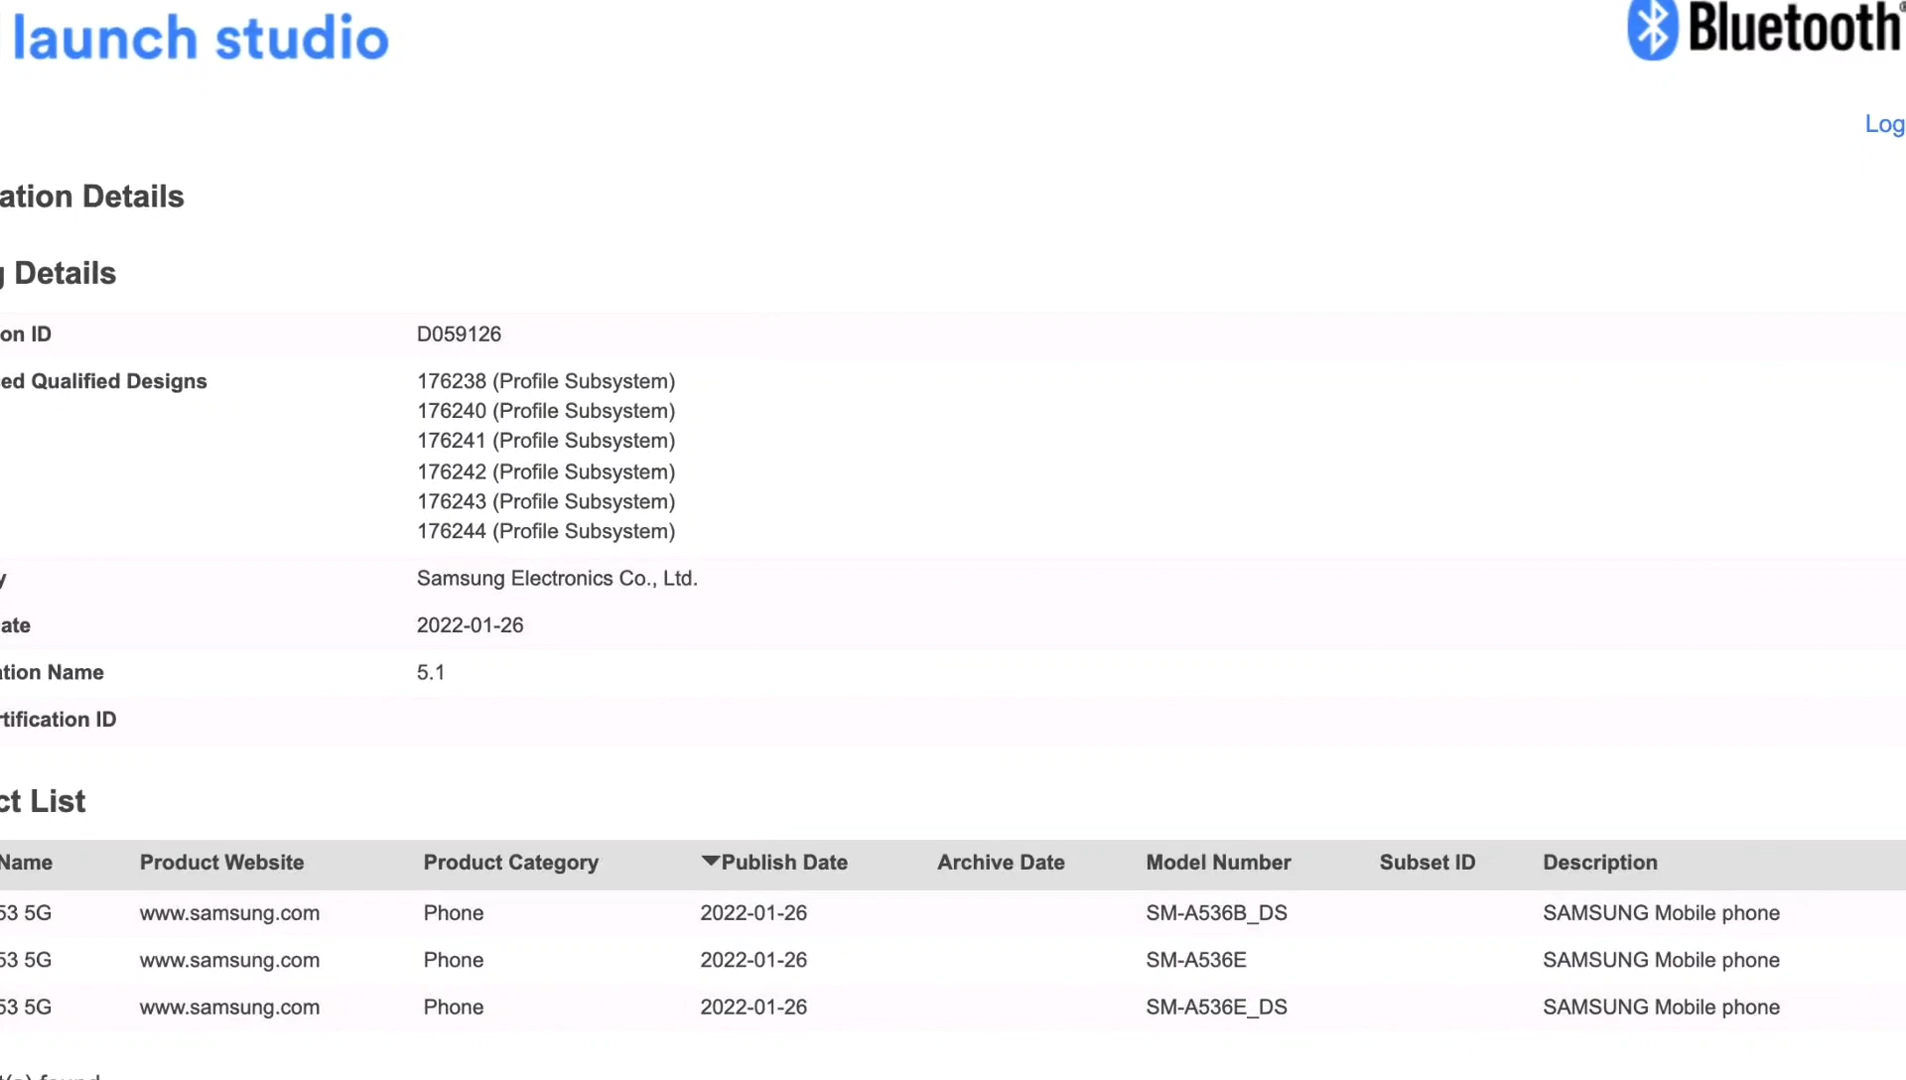 launch studio
Bluetooth®
Log
ation Details
g Details
on ID D059126
ed Qualified Designs 176238 (Profile Subsystem)
176240 (Profile Subsystem)
176241 (Profile Subsystem)
176242 (Profile Subsystem)
176243 (Profile Subsystem)
176244 (Profile Subsystem)
y Samsung Electronics Co., Ltd.
ate 2022-01-26
ation Name 5.1
rtification ID
ct List
Name Product Website Product Category Publish Date Archive Date Model Number Subset ID Description
53 5G www.samsung.com Phone 2022-01-26 SM-A536B_DS SAMSUNG Mobile phone
53 5G www.samsung.com Phone 2022-01-26 SM-A536E SAMSUNG Mobile phone
53 5G www.samsung.com Phone 2022-01-26 SM-A536E_DS SAMSUNG Mobile phone
t(s) found